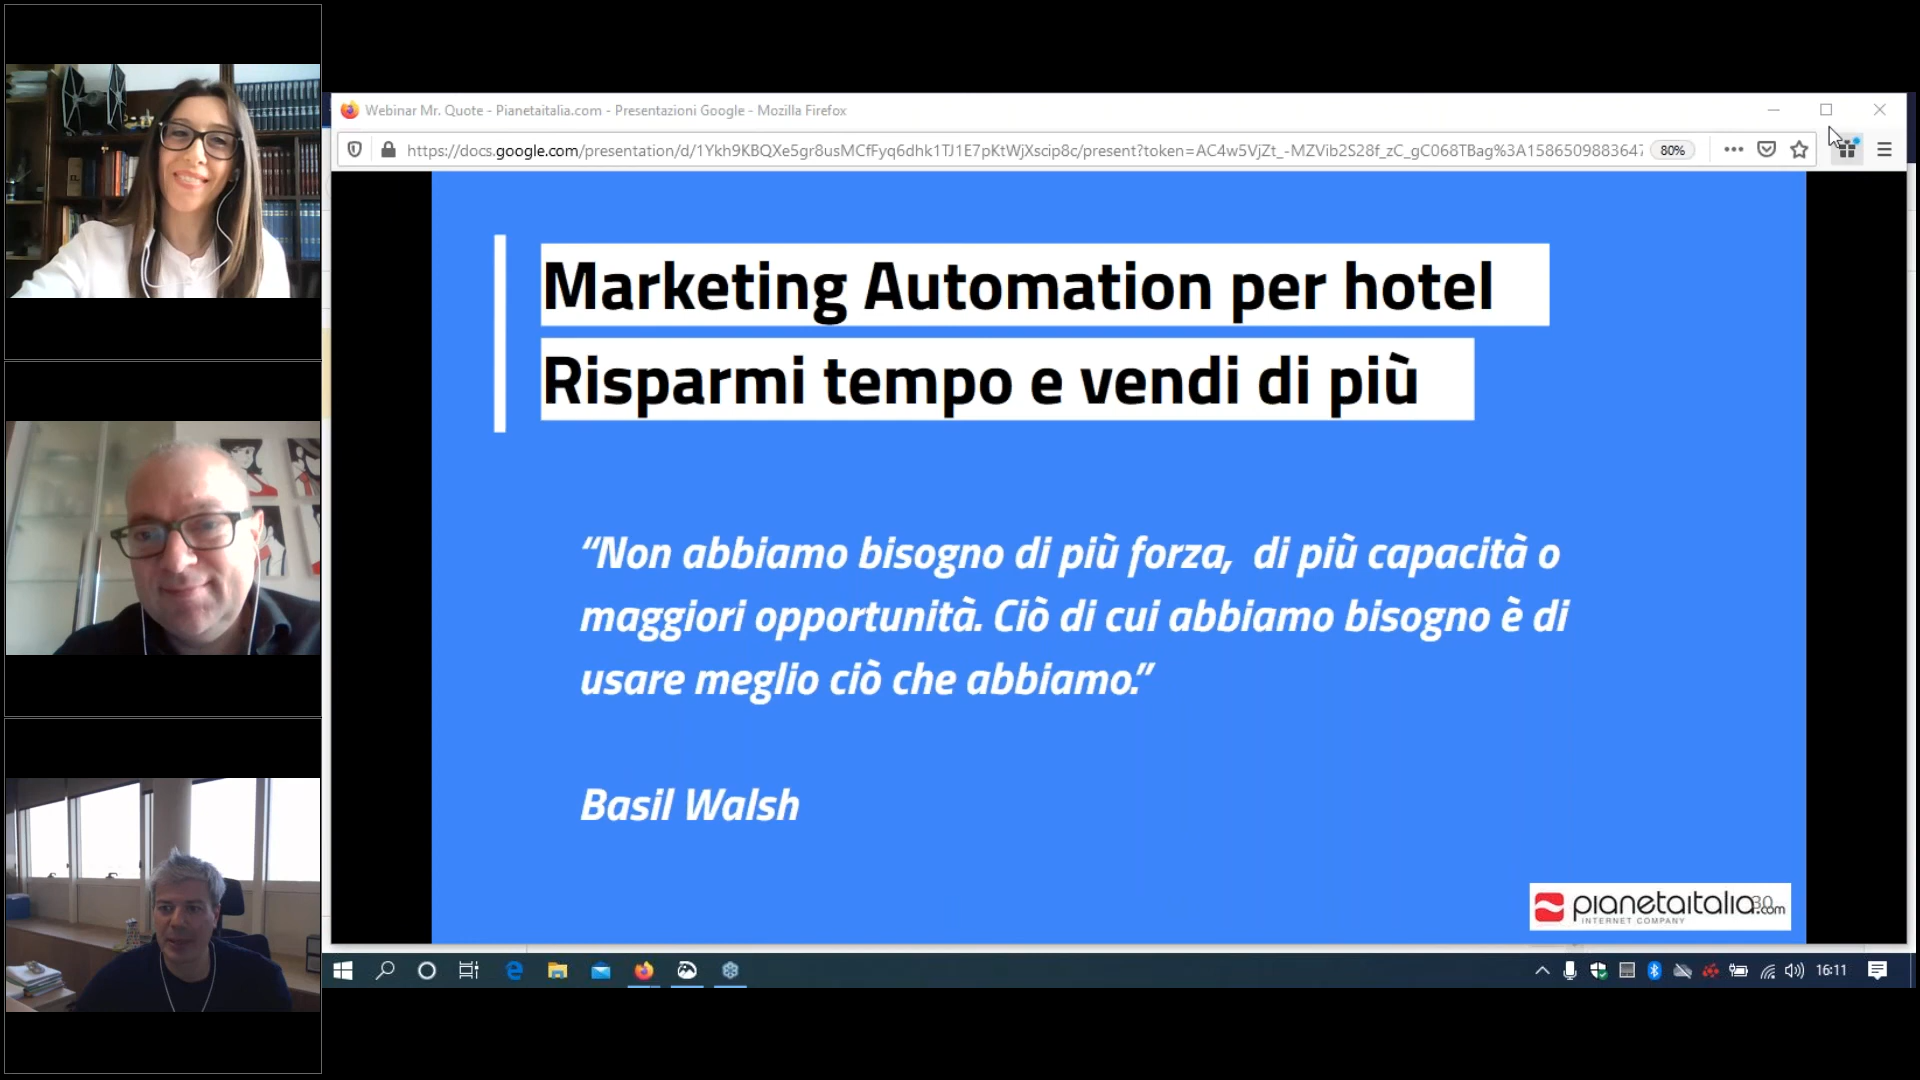 Webinar Mr. Quote - Pianetaitalia.com - Presentazioni Google - Mozilla Firefox
https://docs.google.com/presentation/d/1Ykh9KBQXe5gr8usMCfFyq6dhk1TJ1E7pKtWjXscip8c/present?token=AC4w5VjZt_-MZVib2S28f_zC_gC068TBag%3A1586509883647
80%
Marketing Automation per hotel
Risparmi tempo e vendi di più
“Non abbiamo bisogno di più forza, di più capacità o
maggiori opportunità. Ciò di cui abbiamo bisogno è di
usare meglio ciò che abbiamo.”
Basil Walsh
pianetaitalia.com
30
INTERNET COMPANY
16:11